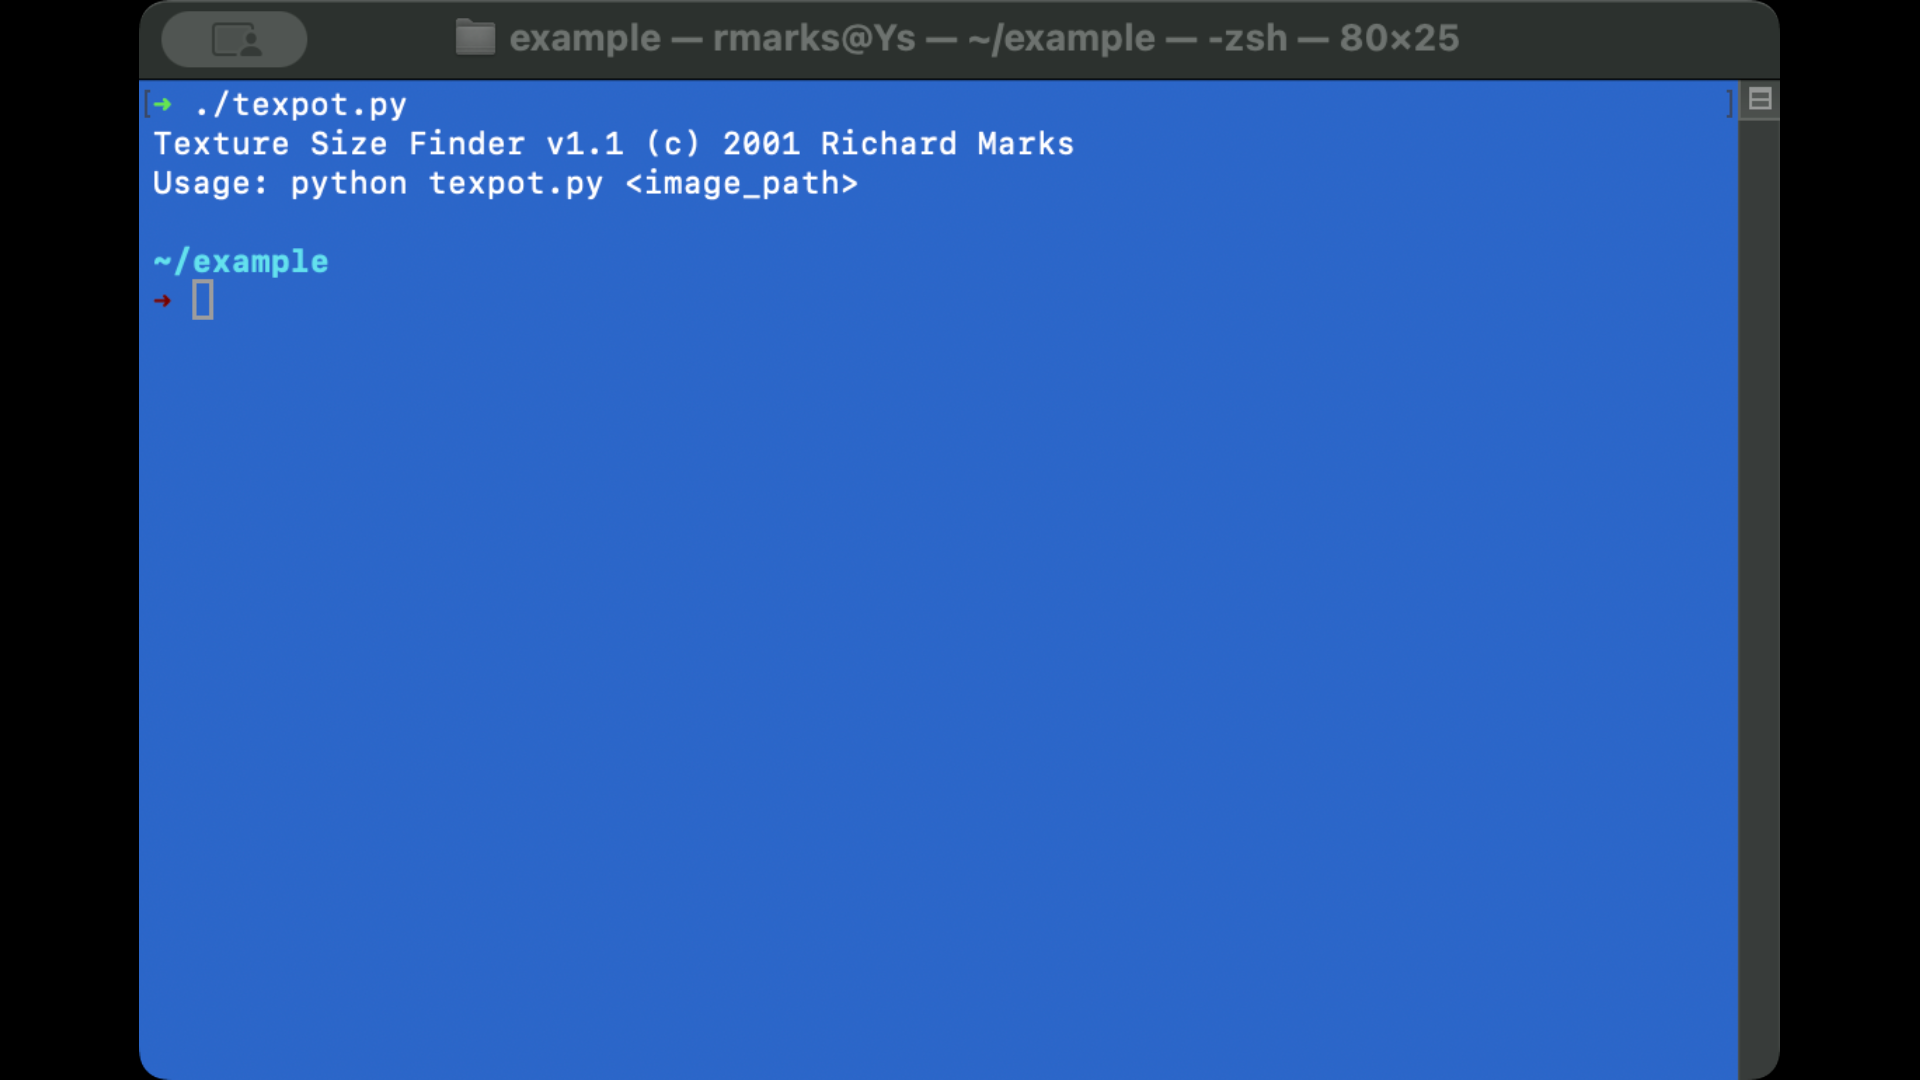 example — rmarks@Ys — ~/example — -zsh — 80×25
[➜ ./texpot.py ]
Texture Size Finder v1.1 (c) 2001 Richard Marks
Usage: python texpot.py <image_path>
~/example
➜